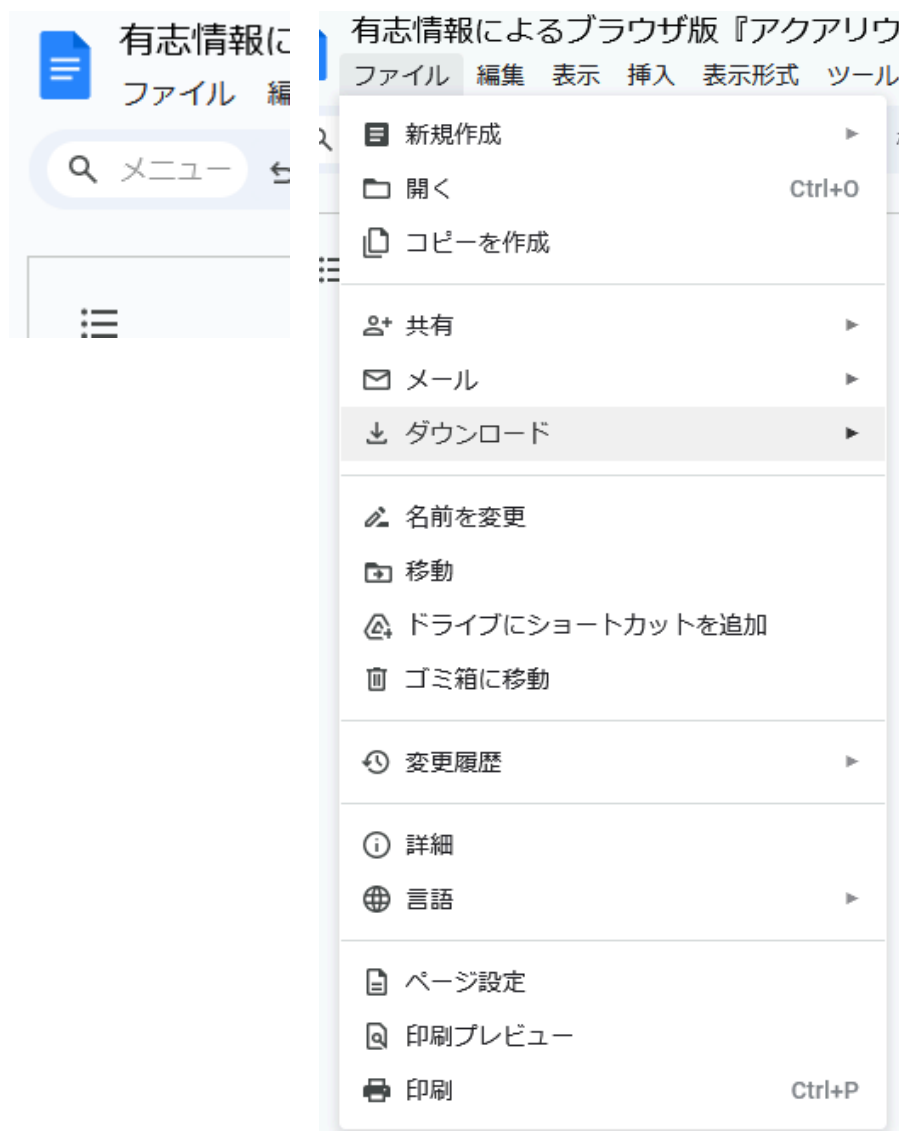 有志情報に
ファイル 編
メニュー
有志情報によるブラウザ版『アクアリウ
ファイル 編集 表示 挿入 表示形式 ツール
新規作成
開く Ctrl+O
コピーを作成
共有
メール
ダウンロード
名前を変更
移動
ドライブにショートカットを追加
ゴミ箱に移動
変更履歴
詳細
言語
ページ設定
印刷プレビュー
印刷 Ctrl+P